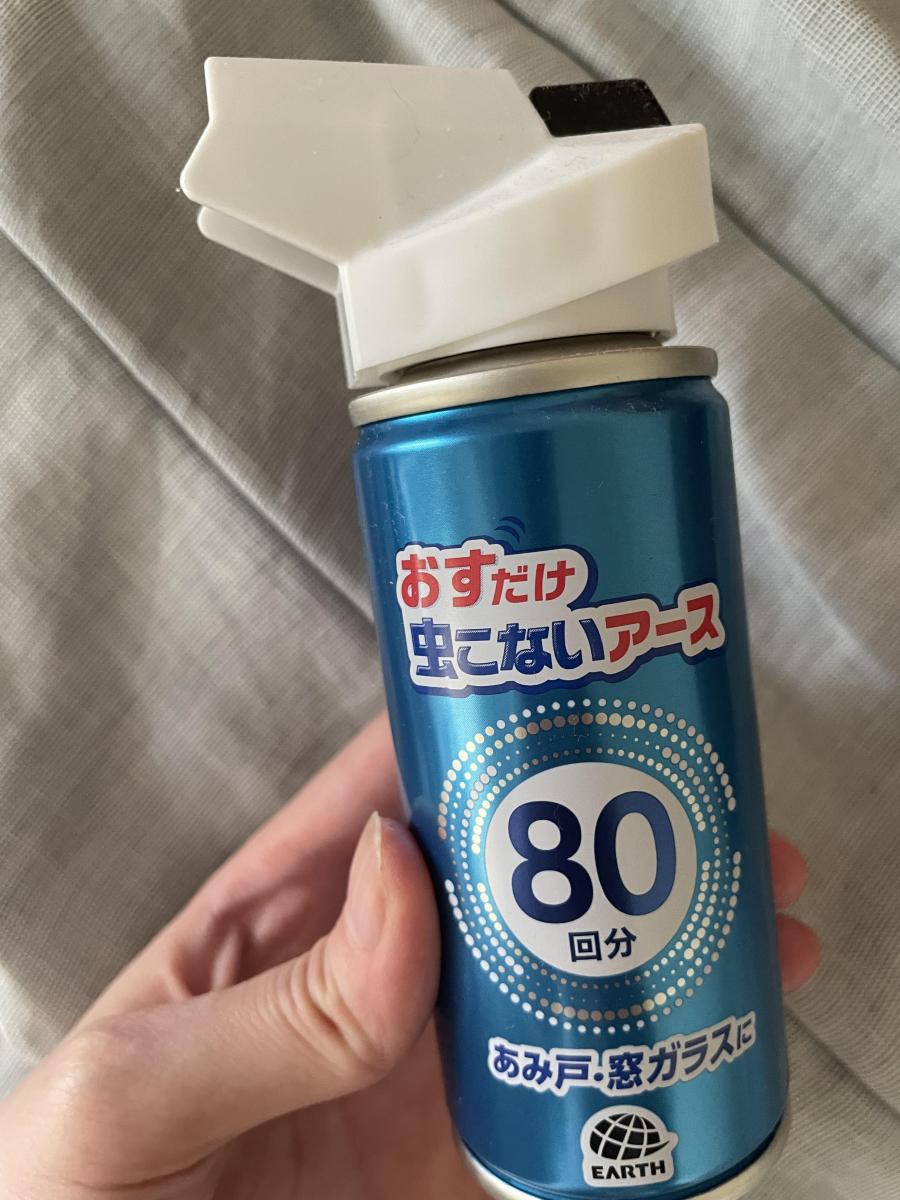 おすだけ
虫こないアース
80
回分
あみ戸・窓ガラスに
EARTH